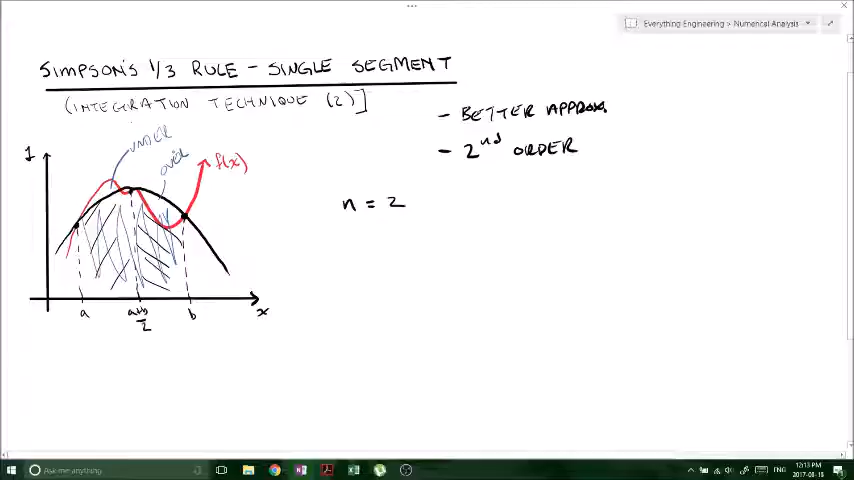 Everything Engineering > Numerical Analysis
SIMPSON'S 1/3 RULE - SINGLE SEGMENT
(INTEGRATION TECHNIQUE (2)]
- BETTER APPROX.
- 2nd ORDER
UNDER
OVER
f(x)
n = 2
a
a+b
2
b
x
Ask me anything
12:13 PM
2017-08-18